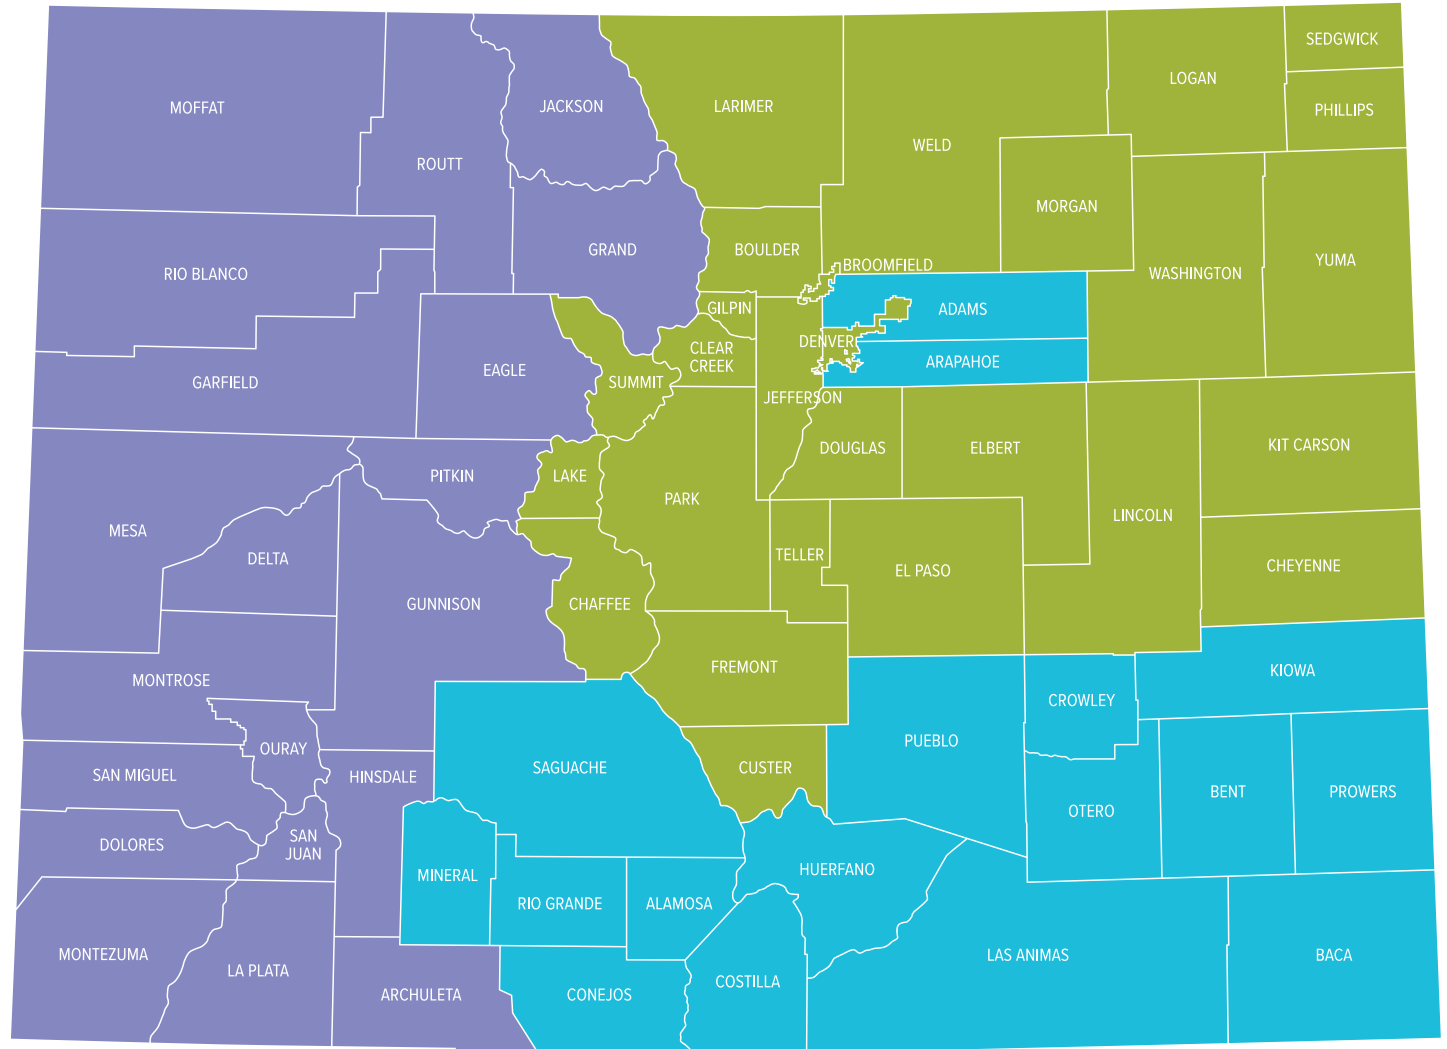 SEDGWICK
LOGAN
MOFFAT
JACKSON
LARIMER
PHILLIPS
WELD
ROUTT
MORGAN
GRAND
BOULDER
YUMA
BROOMFIELD
RIO BLANCO
WASHINGTON
GILPIN
ADAMS
DENVER
CLEAR
CREEK
ARAPAHOE
EAGLE
GARFIELD
SUMMIT
JEFFERSON
KIT CARSON
DOUGLAS
ELBERT
PITKIN
LAKE
PARK
LINCOLN
MESA
TELLER
DELTA
CHEYENNE
EL PASO
GUNNISON
CHAFFEE
FREMONT
KIOWA
MONTROSE
CROWLEY
PUEBLO
OURAY
SAGUACHE
CUSTER
SAN MIGUEL
HINSDALE
BENT
PROWERS
OTERO
SAN
JUAN
DOLORES
HUERFANO
MINERAL
RIO GRANDE
ALAMOSA
MONTEZUMA
LAS ANIMAS
BACA
LA PLATA
COSTILLA
ARCHULETA
CONEJOS